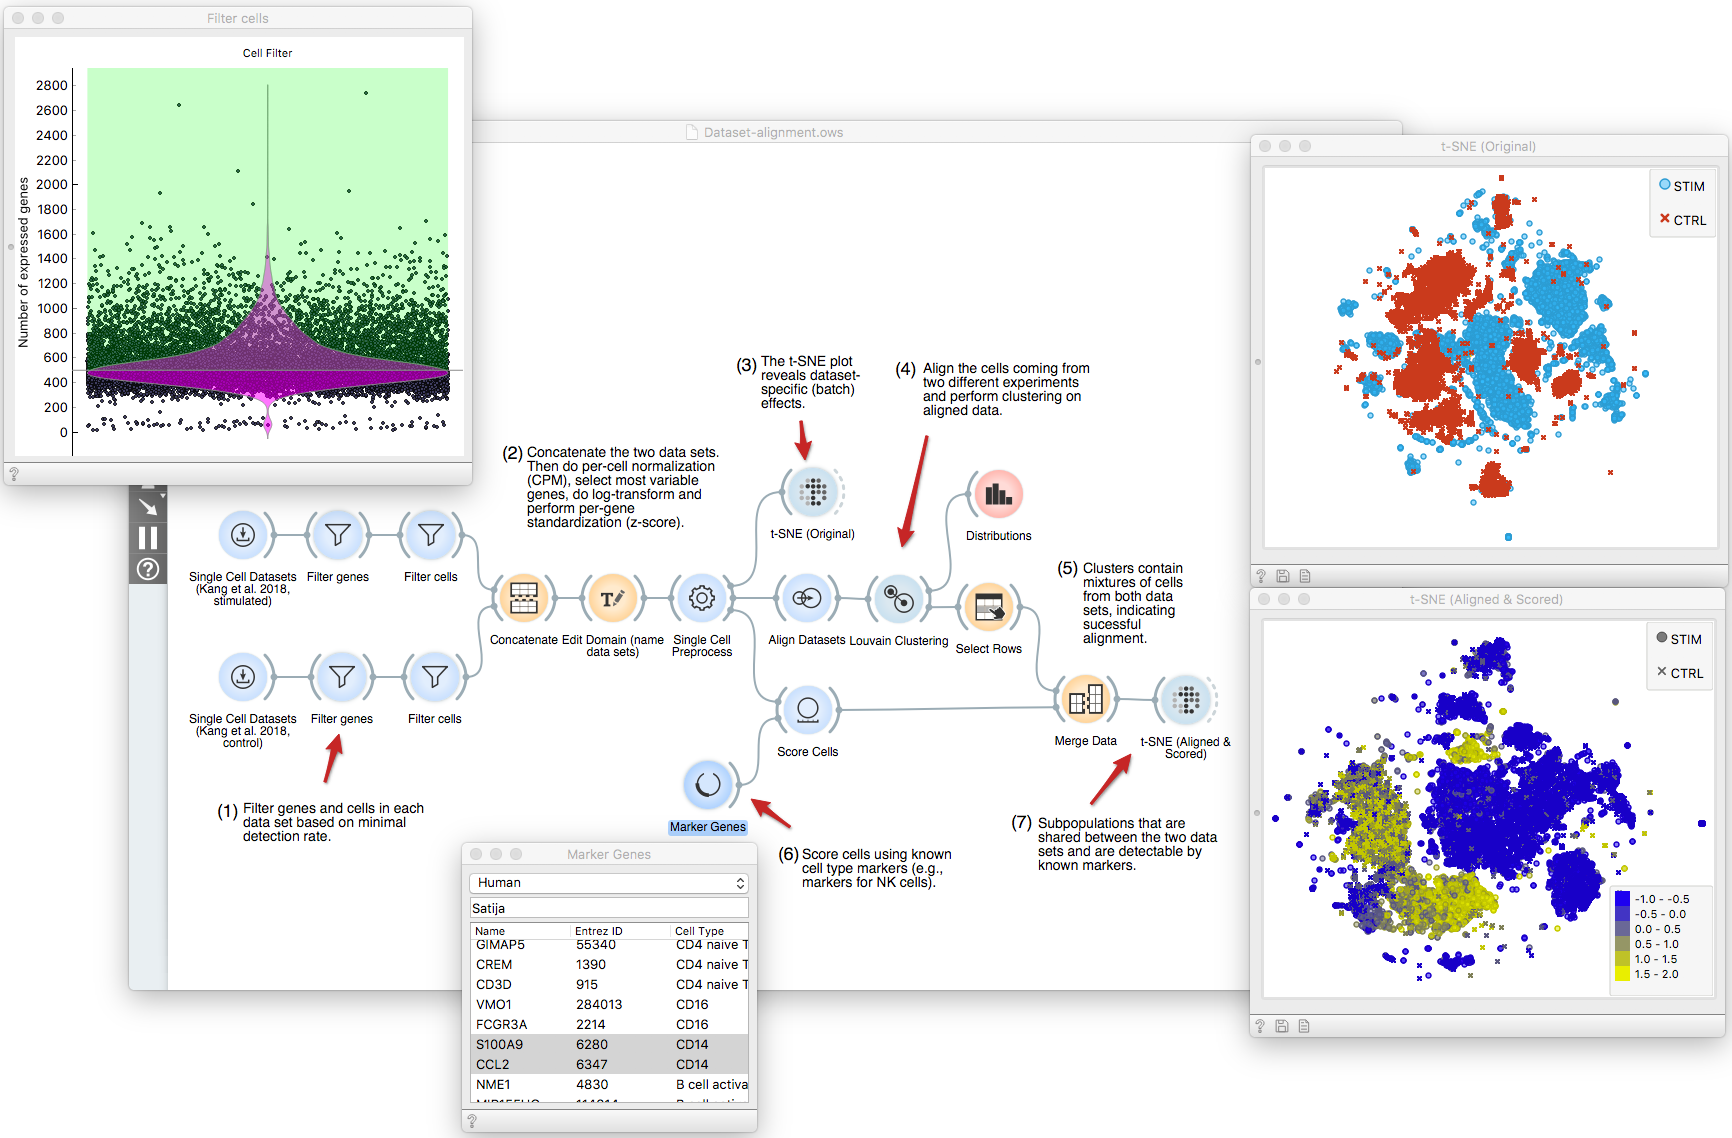 Filter cells
Cell Filter
Number of expressed genes
2800
2600
2400
2200
2000
1800
1600
1400
1200
1000
800
600
400
200
0
?
Dataset-alignment.ows
(1) Filter genes and cells in each
data set based on minimal
detection rate.
(2) Concatenate the two data sets.
Then do per-cell normalization
(CPM), select most variable
genes, do log-transform and
perform per-gene
standardization (z-score).
(3) The t-SNE plot
reveals dataset-
specific (batch)
effects.
(4) Align the cells coming from
two different experiments
and perform clustering on
aligned data.
(5) Clusters contain
mixtures of cells
from both data
sets, indicating
sucessful
alignment.
(6) Score cells using known
cell type markers (e.g.,
markers for NK cells).
(7) Subpopulations that are
shared between the two data
sets and are detectable by
known markers.
?
Single Cell Datasets
(Kang et al. 2018,
stimulated)
Filter genes
Filter cells
Single Cell Datasets
(Kang et al. 2018,
control)
Filter genes
Filter cells
Concatenate
T
Edit Domain (name
data sets)
Single Cell
Preprocess
t-SNE (Original)
Align Datasets
Louvain Clustering
Distributions
Select Rows
Score Cells
Marker Genes
Merge Data
t-SNE (Aligned &
Scored)
Marker Genes
Human
Satija
Name Entrez ID Cell Type
GIMAP5 55340 CD4 naive T
CREM 1390 CD4 naive T
CD3D 915 CD4 naive T
VMO1 284013 CD16
FCGR3A 2214 CD16
S100A9 6280 CD14
CCL2 6347 CD14
NME1 4830 B cell activa
?
t-SNE (Original)
STIM
CTRL
?
t-SNE (Aligned & Scored)
STIM
CTRL
-1.0 - -0.5
-0.5 - 0.0
0.0 - 0.5
0.5 - 1.0
1.0 - 1.5
1.5 - 2.0
?